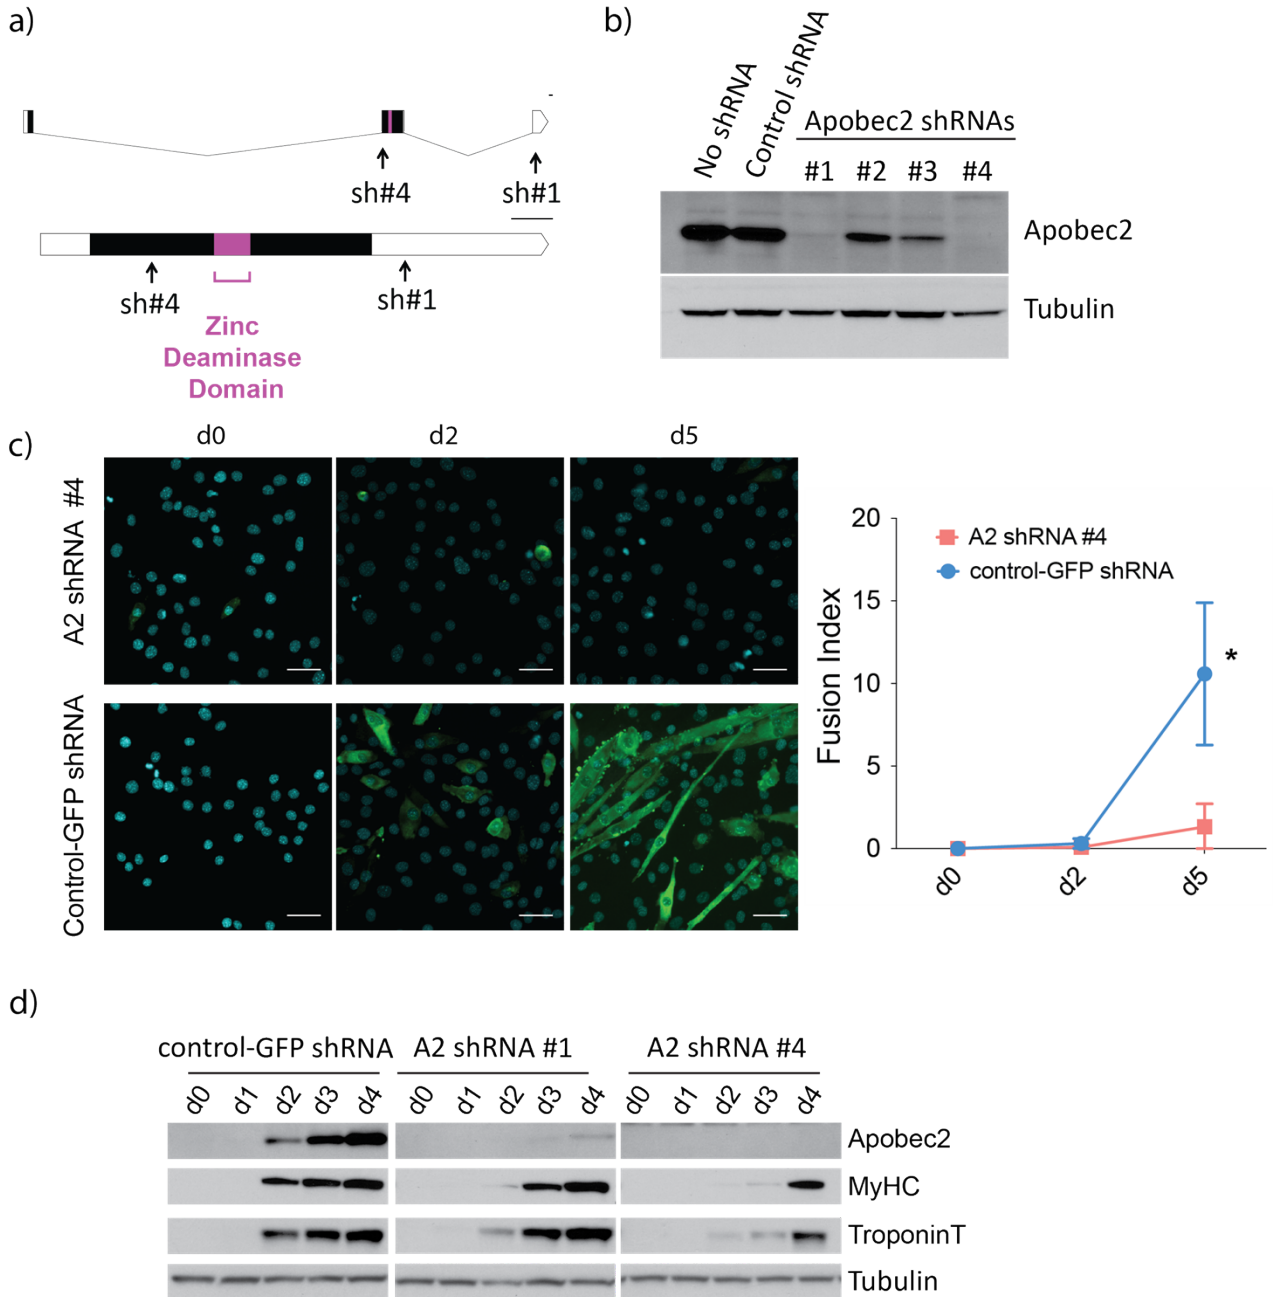 a)
sh#4
sh#1
sh#4
sh#1
Zinc
Deaminase
Domain
b)
No shRNA
Control shRNA
Apobec2 shRNAs
#1 #2 #3 #4
Apobec2
Tubulin
c)
d0 d2 d5
A2 shRNA #4
Control-GFP shRNA
20
15
10
5
0
Fusion Index
A2 shRNA #4
control-GFP shRNA
*
d0 d2 d5
d)
control-GFP shRNA A2 shRNA #1 A2 shRNA #4
d0 d1 d2 d3 d4 d0 d1 d2 d3 d4 d0 d1 d2 d3 d4
Apobec2
MyHC
TroponinT
Tubulin